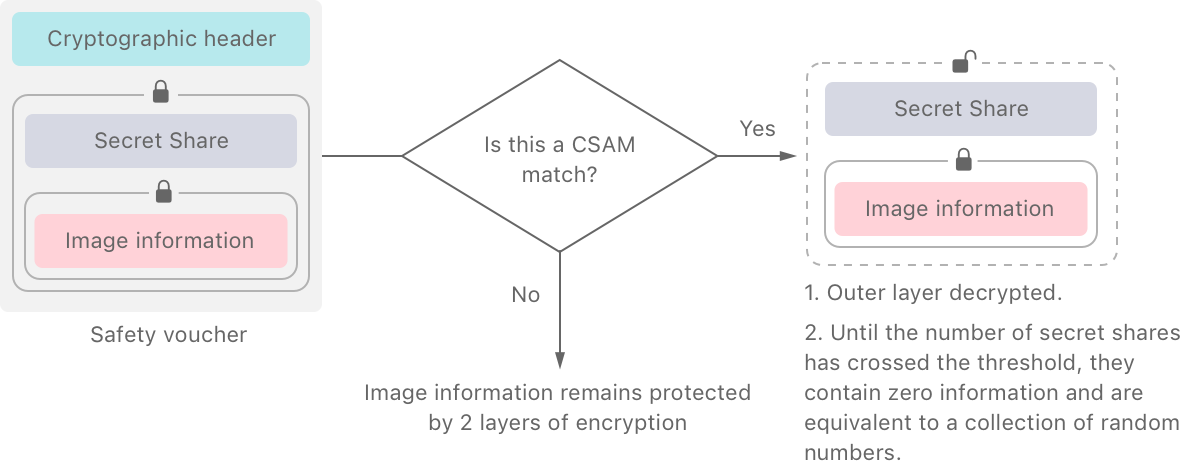 Cryptographic header
Secret Share
Image information
Safety voucher
Is this a CSAM
match?
Yes
No
Image information remains protected
by 2 layers of encryption
Secret Share
Image information
1. Outer layer decrypted.
2. Until the number of secret shares
has crossed the threshold, they
contain zero information and are
equivalent to a collection of random
numbers.